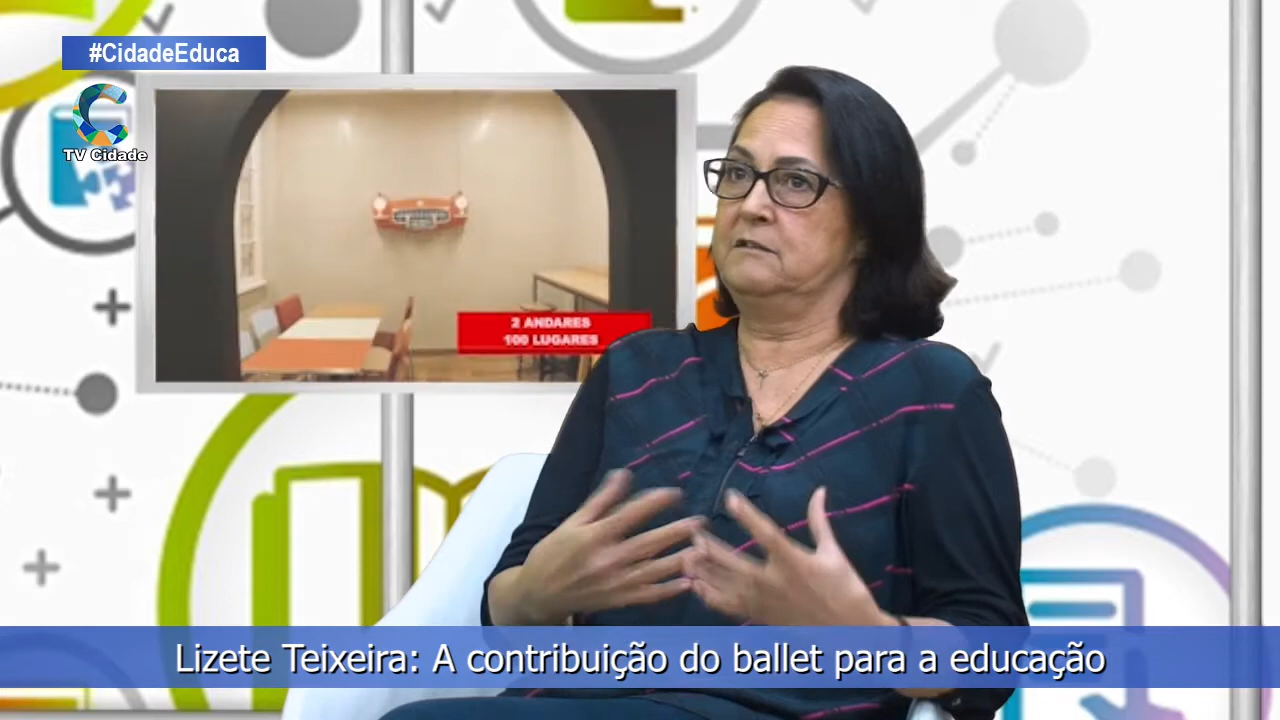 #CidadeEduca
TV Cidade
2 ANDARES
100 LUGARES
Lizete Teixeira: A contribuição do ballet para a educação